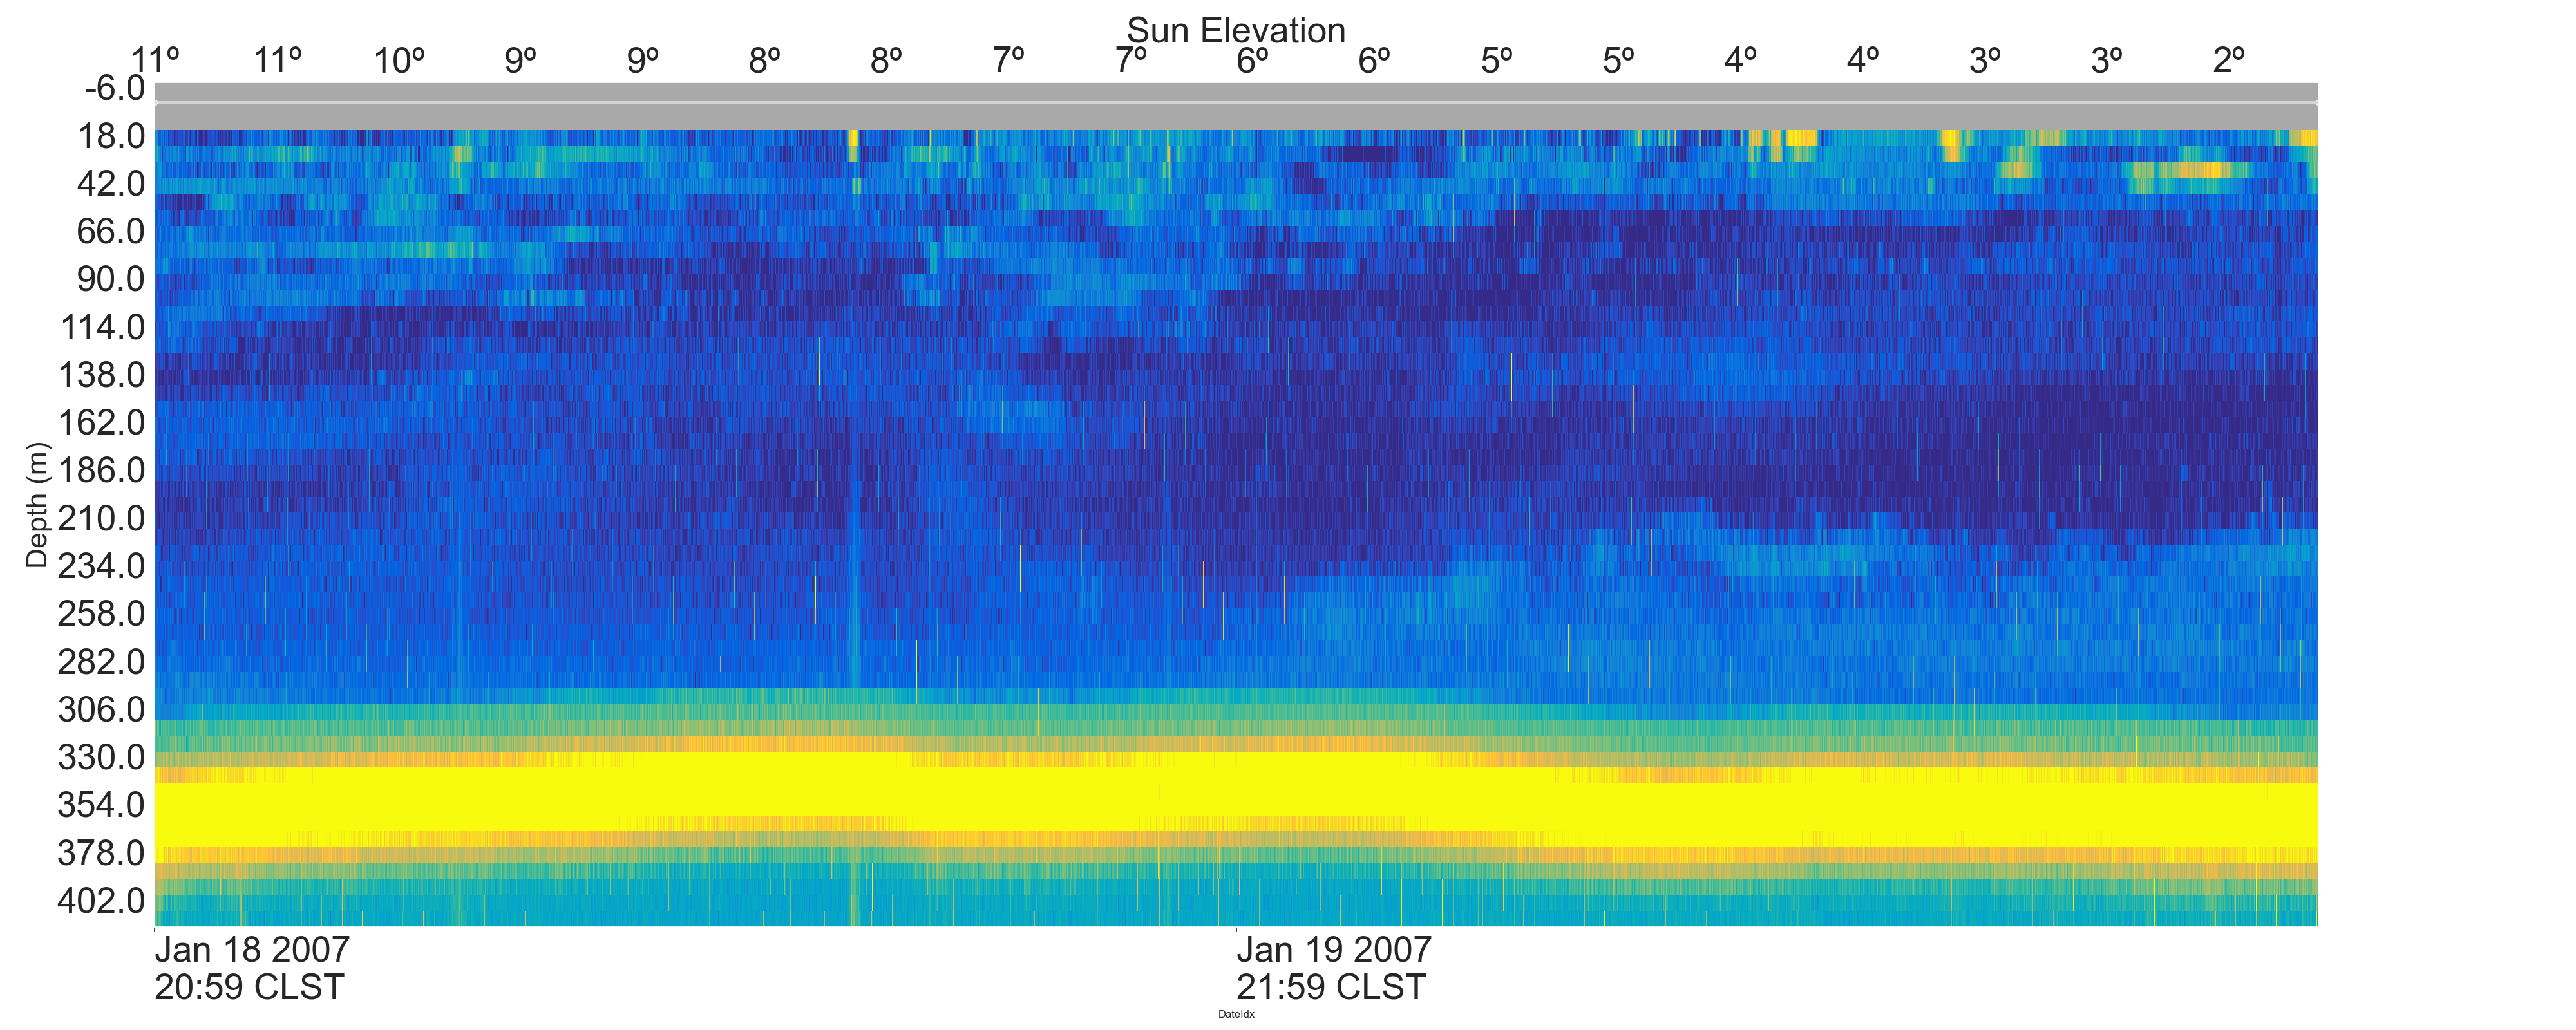 Sun Elevation
11º 11º 10º 9º 9º 8º 8º 7º 7º 6º 6º 5º 5º 4º 4º 3º 3º 2º
-6.0
18.0
42.0
66.0
90.0
114.0
138.0
162.0
186.0
210.0
234.0
258.0
282.0
306.0
330.0
354.0
378.0
402.0
Depth (m)
Jan 18 2007
20:59 CLST
Jan 19 2007
21:59 CLST
DateIdx